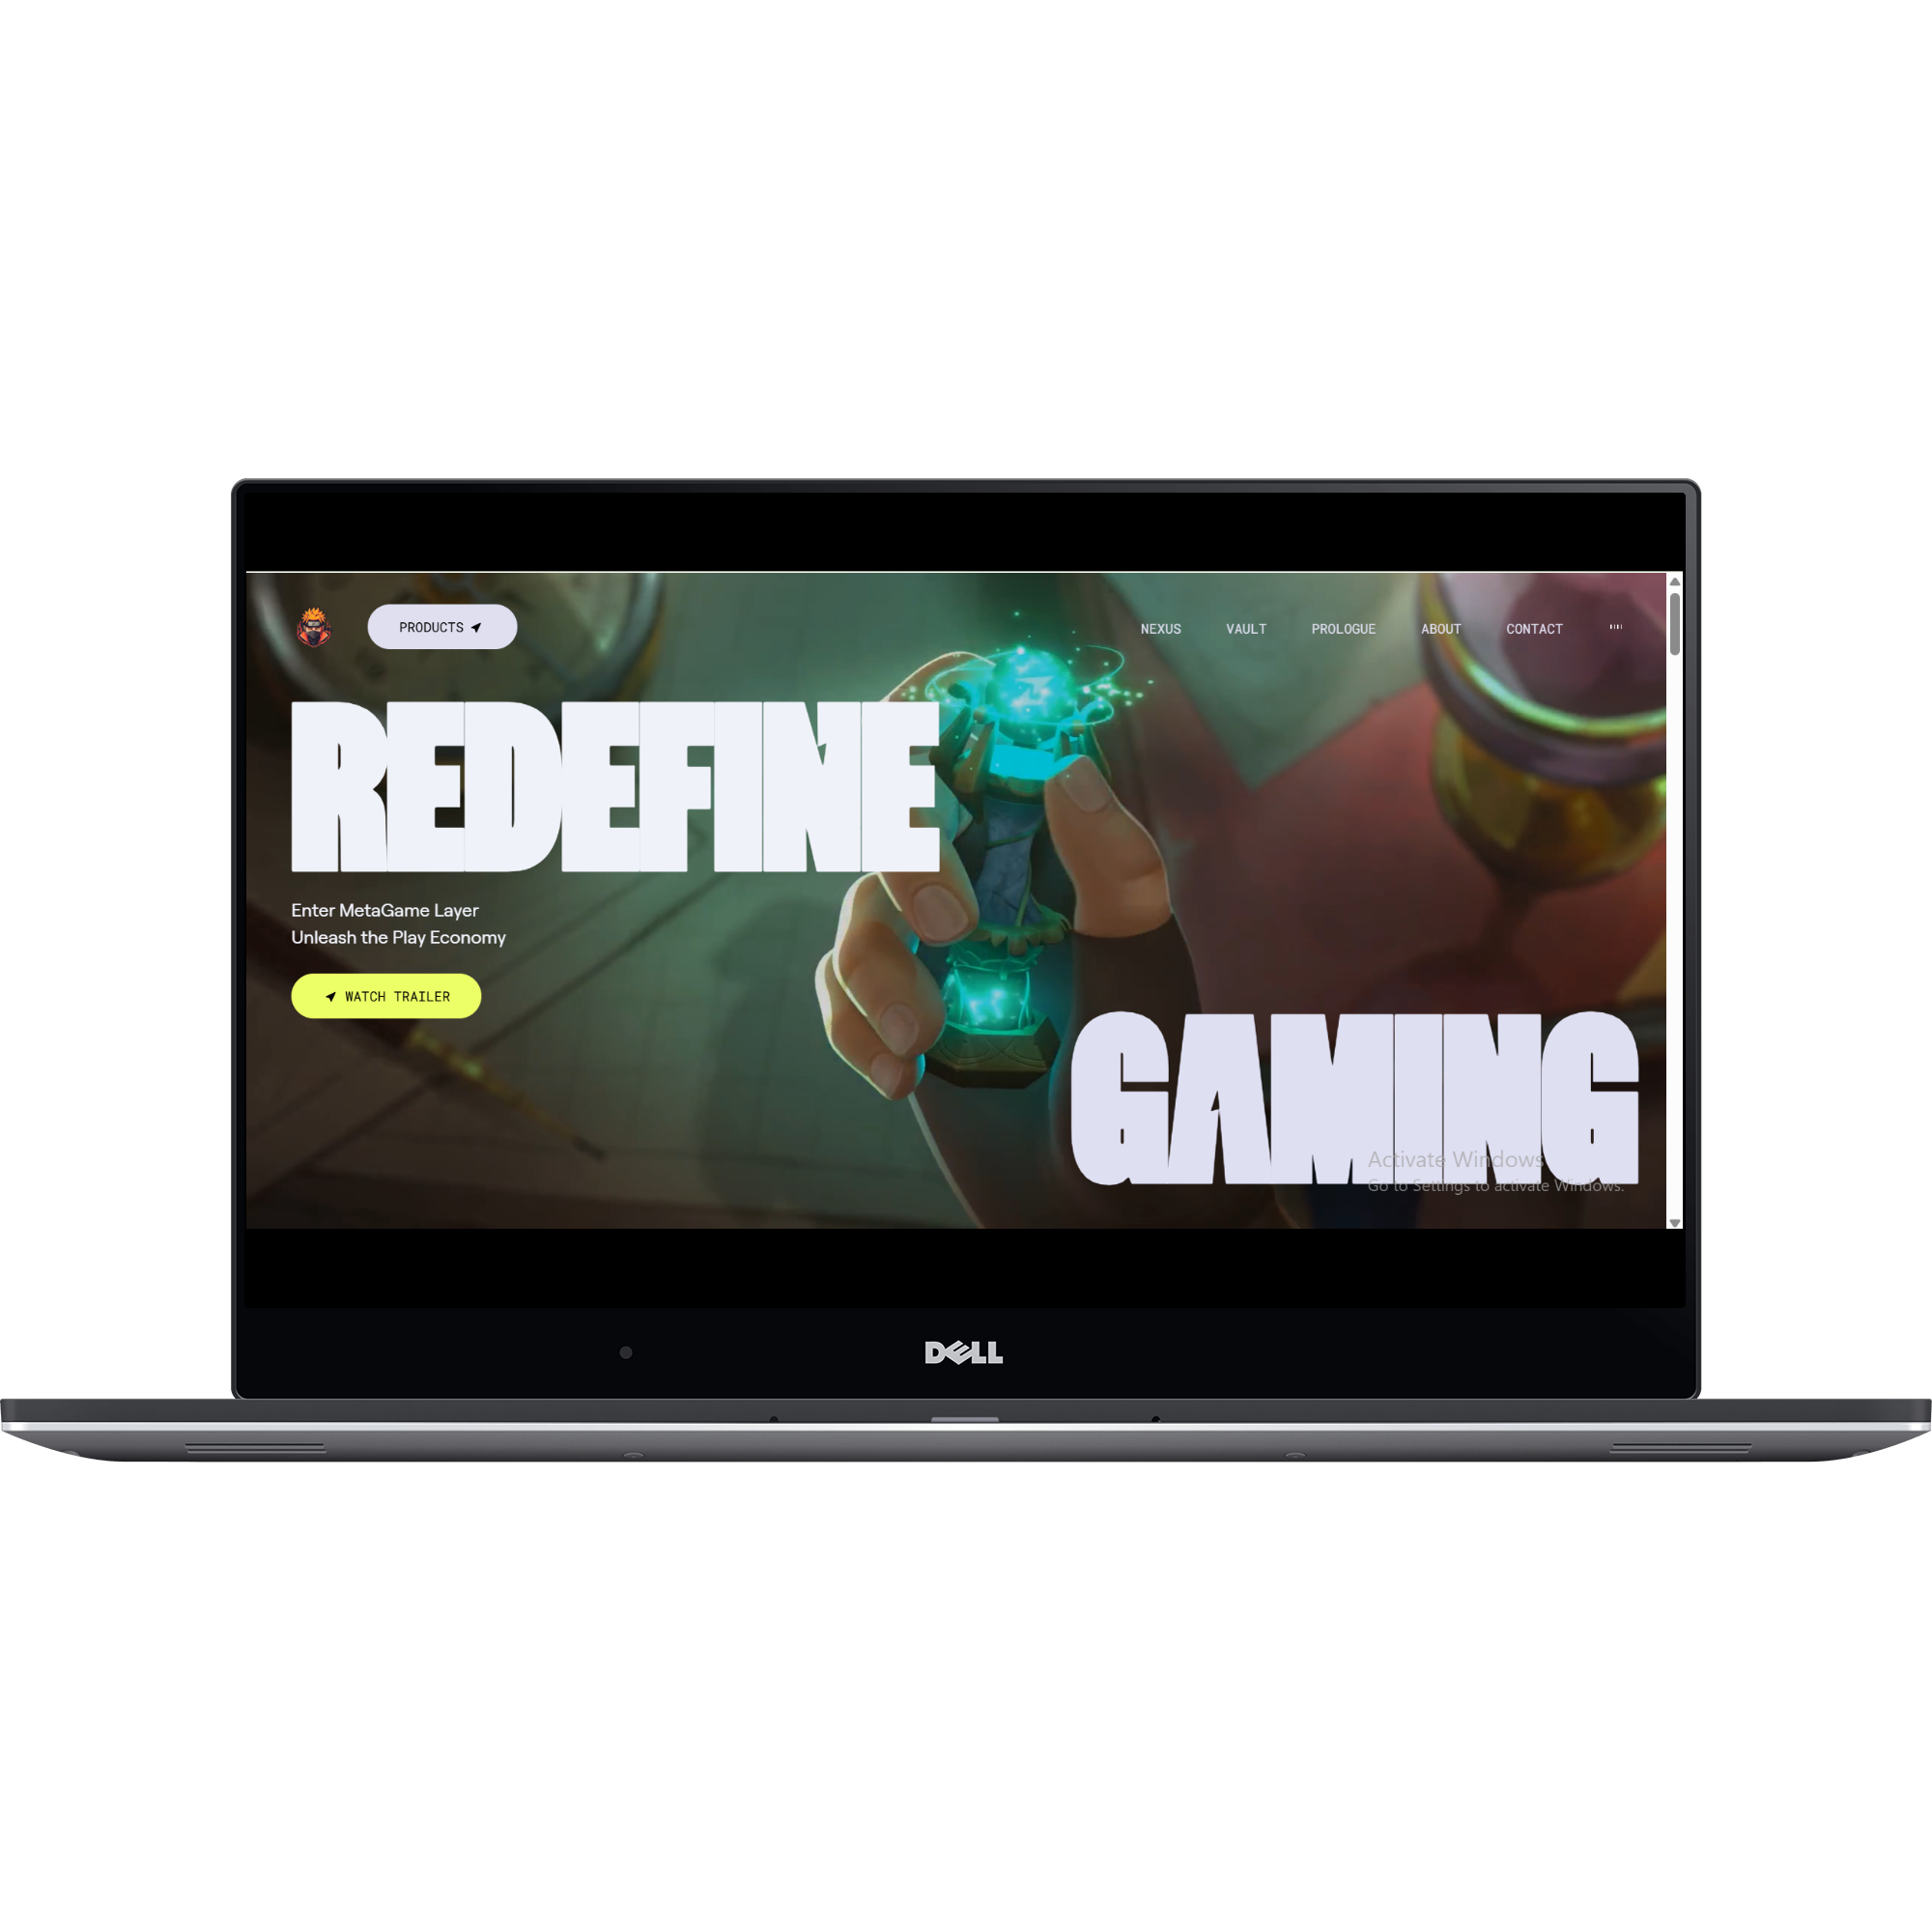 PRODUCTS
NEXUS
VAULT
PROLOGUE
ABOUT
CONTACT
REDEFINE
Enter MetaGame Layer
Unleash the Play Economy
WATCH TRAILER
GAMING
Activate Windows
Go to Settings to activate Windows.
DELL